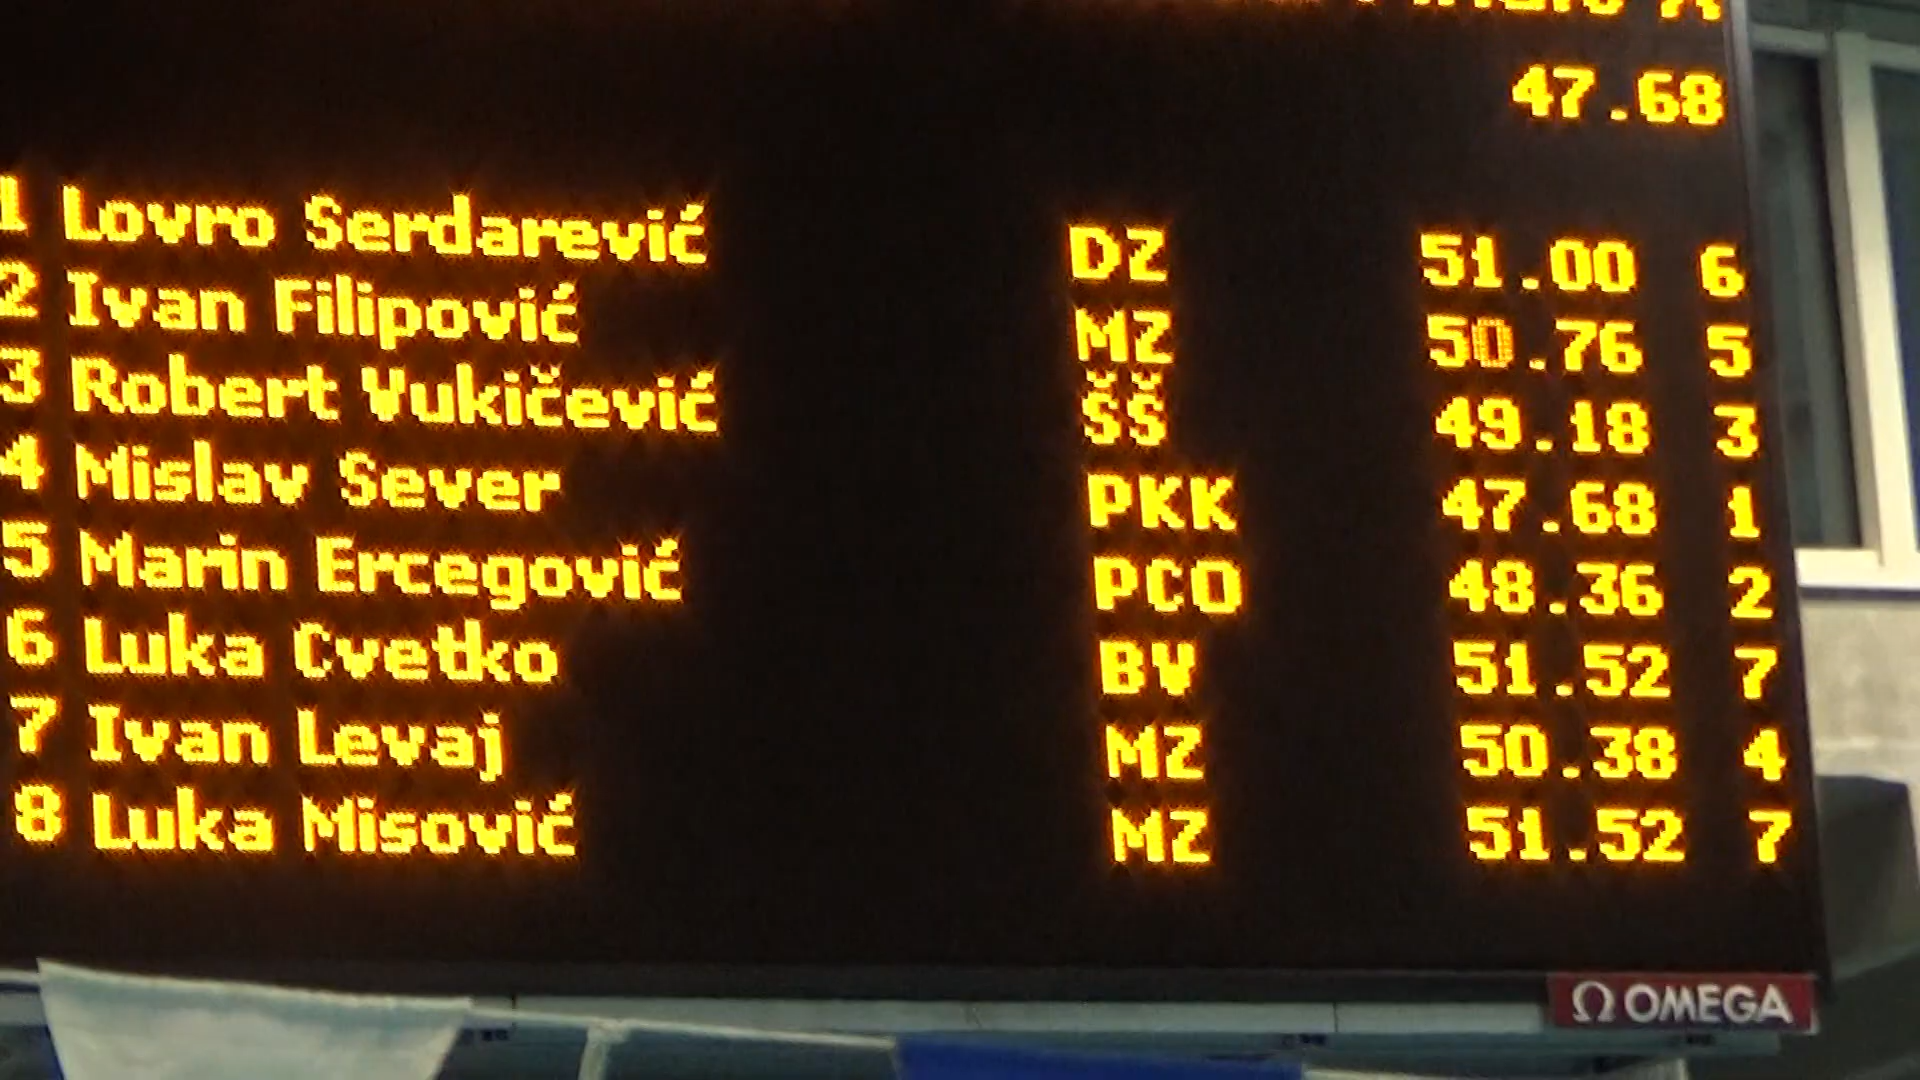 47.68
1 Lovro Serdarević DZ 51.00 6
2 Ivan Filipović MZ 50.76 5
3 Robert Vukičević ŠŠ 49.18 3
4 Mislav Sever PKK 47.68 1
5 Marin Ercegović PCO 48.36 2
6 Luka Cvetko BV 51.52 7
7 Ivan Levaj MZ 50.38 4
8 Luka Misović MZ 51.52 7
Ω OMEGA